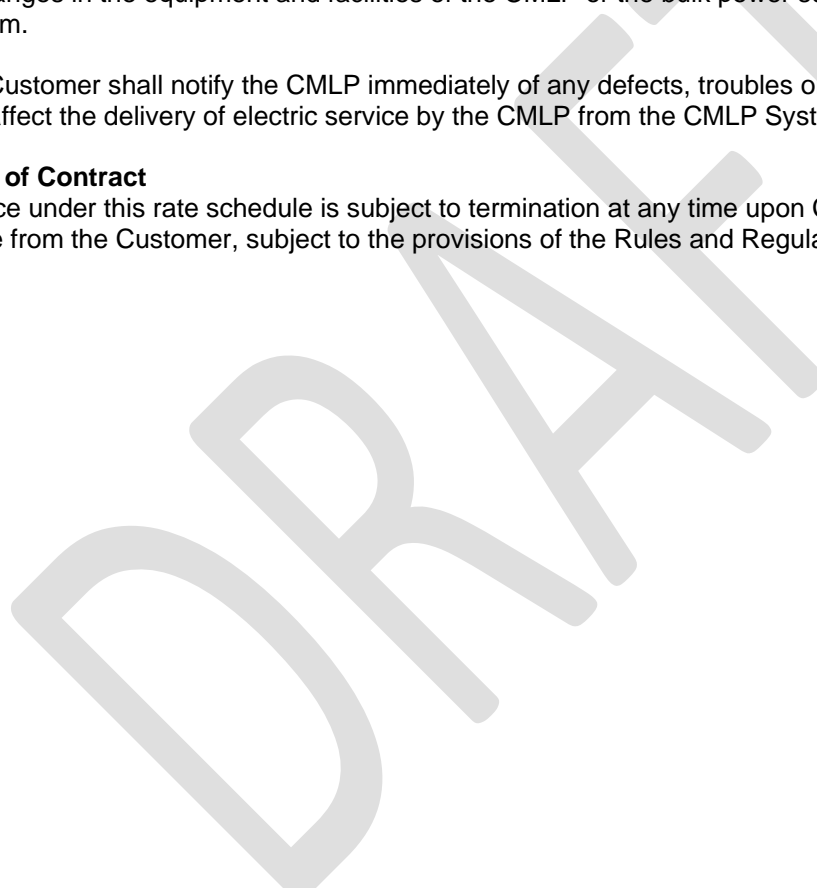 anges in the equipment and facilities of the CMLP or the bulk power
m.
Customer shall notify the CMLP immediately of any defects, troubles o
ffect the delivery of electric service by the CMLP from the CMLP Syst
of Contract
ce under this rate schedule is subject to termination at any time upon
e from the Customer, subject to the provisions of the Rules and Regula
DRAFT